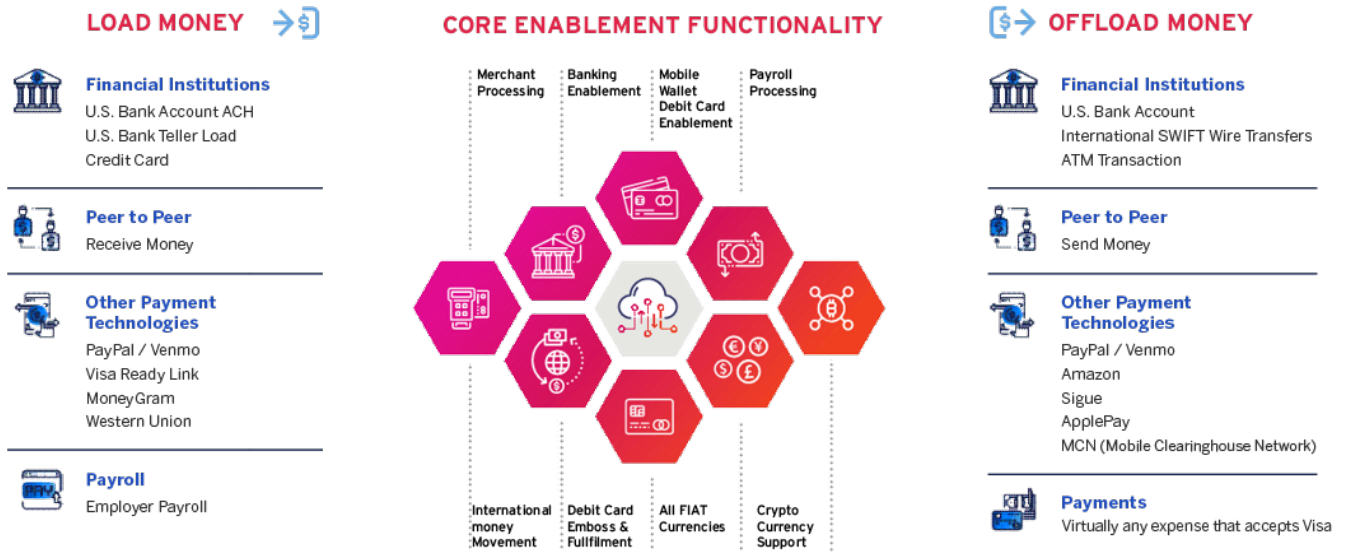 LOAD MONEY
Financial Institutions
U.S. Bank Account ACH
U.S. Bank Teller Load
Credit Card
Peer to Peer
Receive Money
Other Payment
Technologies
PayPal / Venmo
Visa Ready Link
MoneyGram
Western Union
PAY
Payroll
Employer Payroll
CORE ENABLEMENT FUNCTIONALITY
Merchant
Processing
Banking
Enablement
Mobile
Wallet
Debit Card
Enablement
Payroll
Processing
International
money
Movement
Debit Card
Emboss &
Fullfilment
All FIAT
Currencies
Crypto
Currency
Support
OFFLOAD MONEY
Financial Institutions
U.S. Bank Account
International SWIFT Wire Transfers
ATM Transaction
Peer to Peer
Send Money
Other Payment
Technologies
PayPal / Venmo
Amazon
Sigue
ApplePay
MCN (Mobile Clearinghouse Network)
Payments
Virtually any expense that accepts Visa